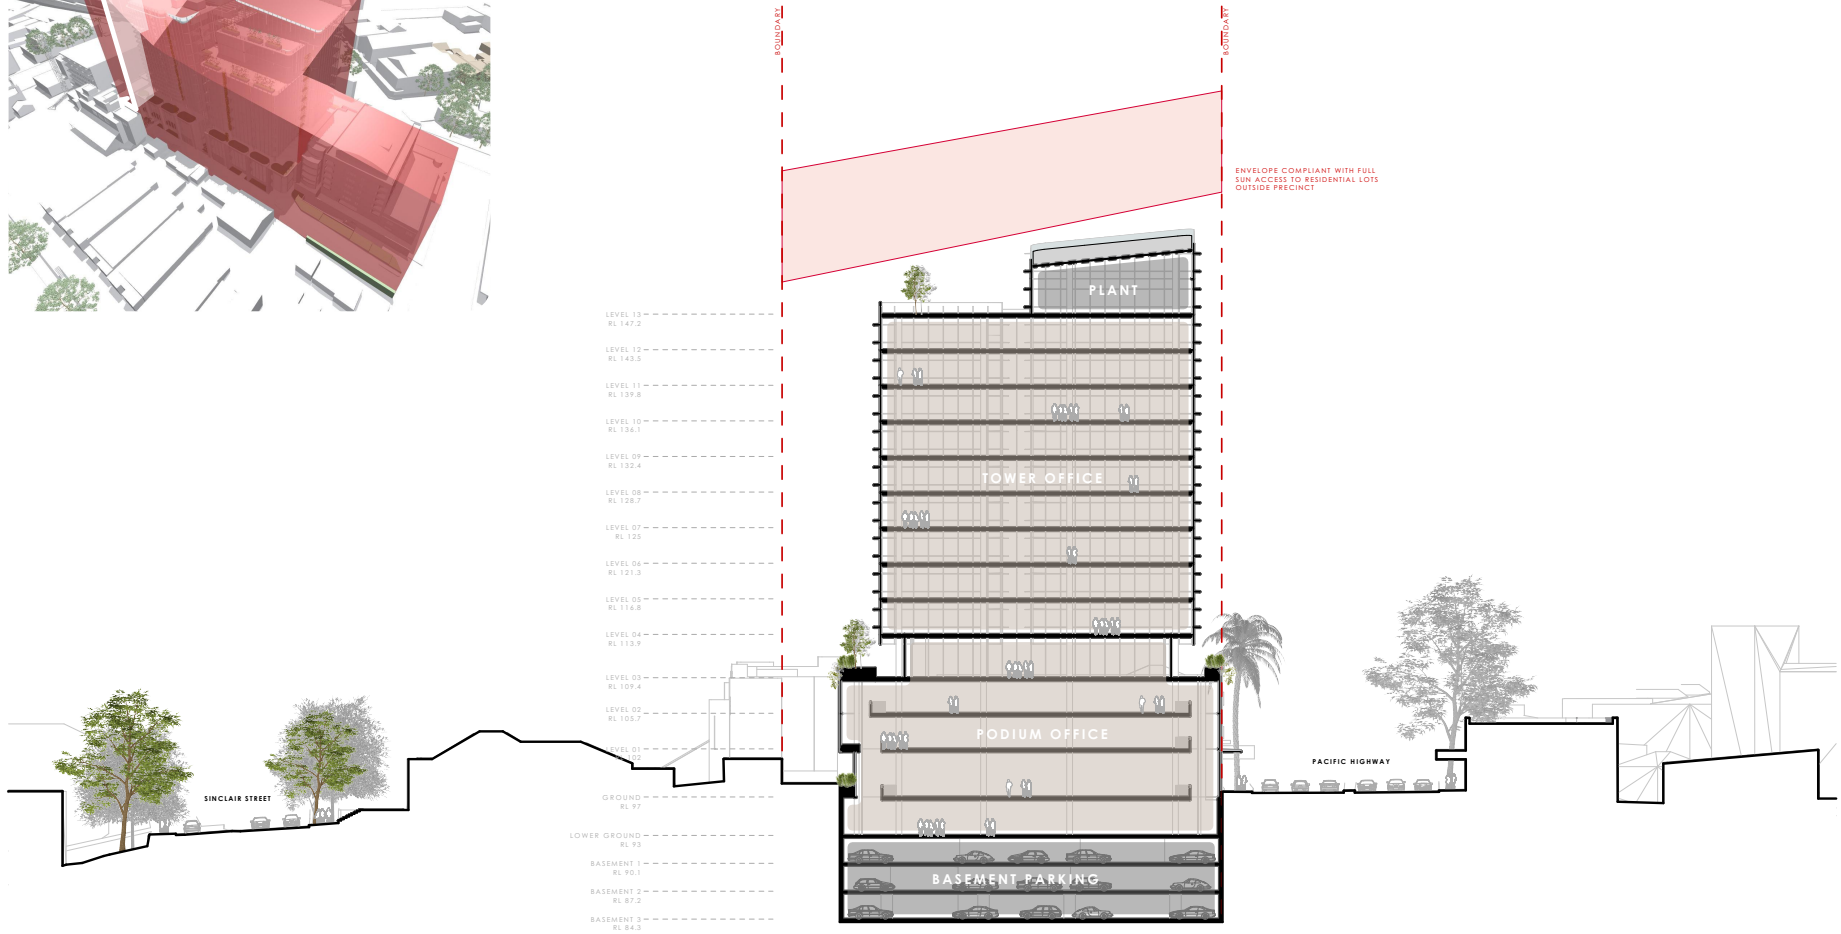 BOUNDARY
BOUNDARY
ENVELOPE COMPLIANT WITH FULL
SUN ACCESS TO RESIDENTIAL LOTS
OUTSIDE PRECINCT
PLANT
LEVEL 13
RL 147.2
LEVEL 12
RL 143.5
LEVEL 11
RL 139.8
LEVEL 10
RL 136.1
LEVEL 09
RL 132.4
TOWER OFFICE
LEVEL 08
RL 128.7
LEVEL 07
RL 125
LEVEL 06
RL 121.3
LEVEL 05
RL 116.8
LEVEL 04
RL 113.9
LEVEL 03
RL 109.4
LEVEL 02
RL 105.7
PODIUM OFFICE
LEVEL 01
102
PACIFIC HIGHWAY
SINCLAIR STREET
GROUND
RL 97
LOWER GROUND
RL 93
BASEMENT 1
RL 90.1
BASEMENT PARKING
BASEMENT 2
RL 87.2
BASEMENT 3
RL 84.3